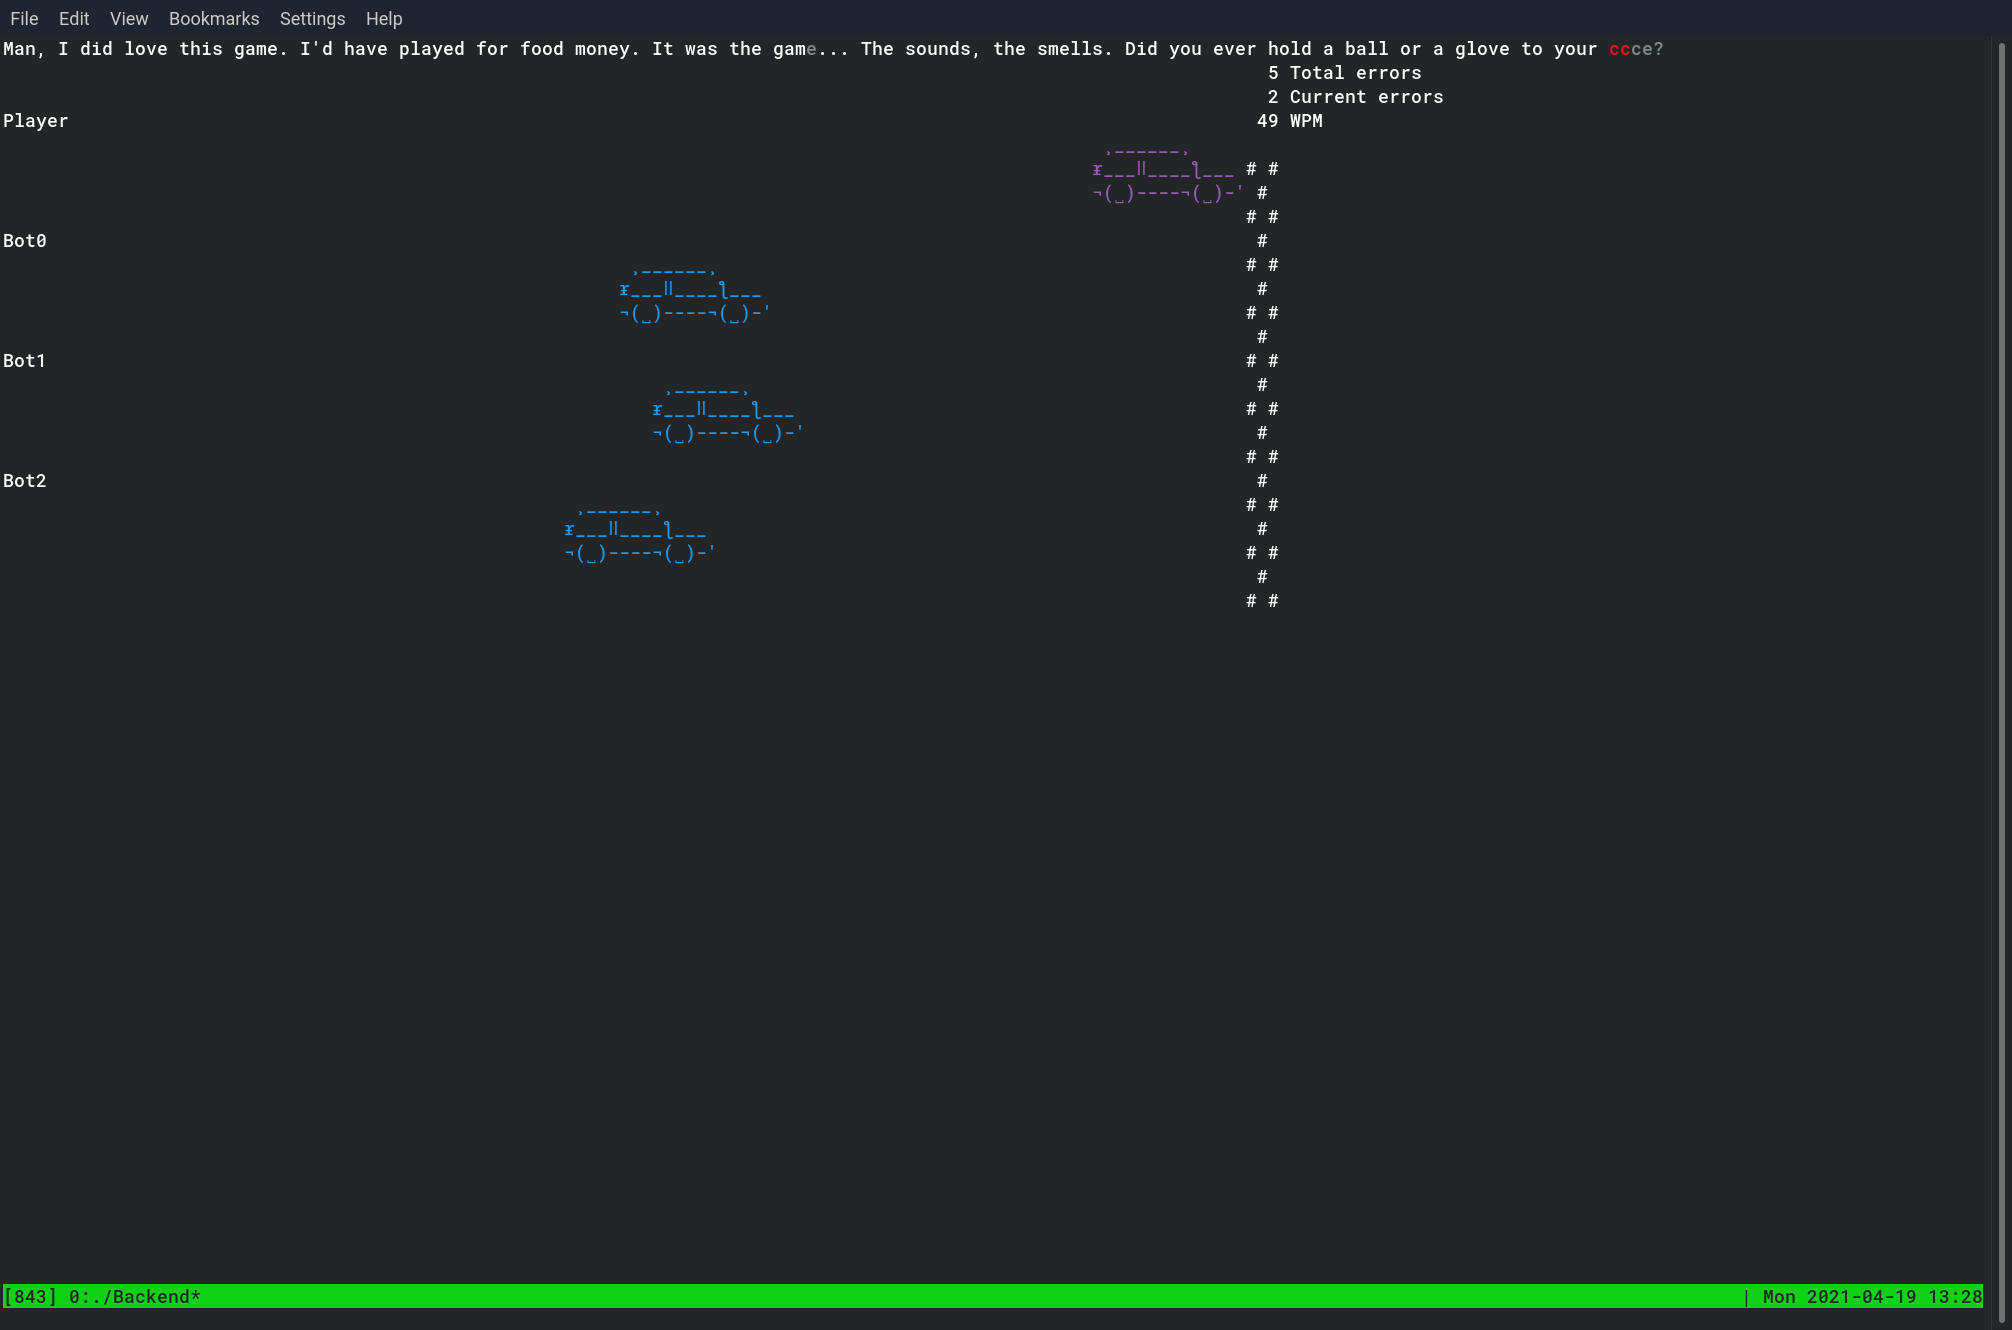 File Edit View Bookmarks Settings Help
Man, I did love this game. I'd have played for food money. It was the game... The sounds, the smells. Did you ever hold a ball or a glove to your ccce?
5 Total errors
2 Current errors
Player 49 WPM
# #
#
# #
Bot0 #
# #
#
# #
#
Bot1 # #
#
# #
#
# #
Bot2 #
# #
#
# #
#
# #
[843] 0:./Backend* | Mon 2021-04-19 13:28